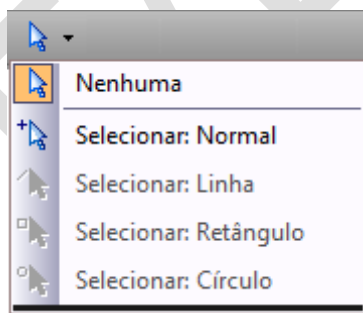 Nenhuma
Selecionar: Normal
Selecionar: Linha
Selecionar: Retângulo
Selecionar: Círculo